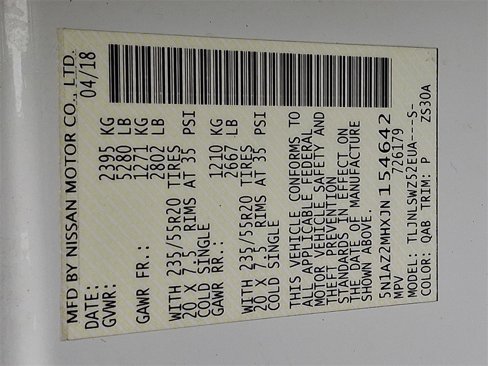 MFD BY NISSAN MOTOR CO., LTD.
DATE: 04/18
GVWR: 2395 KG
5280 LB
GAWR FR.: 1271 KG
2802 LB
WITH 235/55R20 TIRES
20 X 7.5 RIMS AT 35 PSI
COLD SINGLE
GAWR RR.: 1210 KG
2667 LB
WITH 235/55R20 TIRES
20 X 7.5 RIMS AT 35 PSI
COLD SINGLE
THIS VEHICLE CONFORMS TO
ALL APPLICABLE FEDERAL
MOTOR VEHICLE SAFETY AND
THEFT PREVENTION
STANDARDS IN EFFECT ON
THE DATE OF MANUFACTURE
SHOWN ABOVE.
5N1AZ2MHXJN154642
MPV 726179
MODEL: TLJNLSWZ52EUA---S-
COLOR: QAB TRIM: P ZS30A